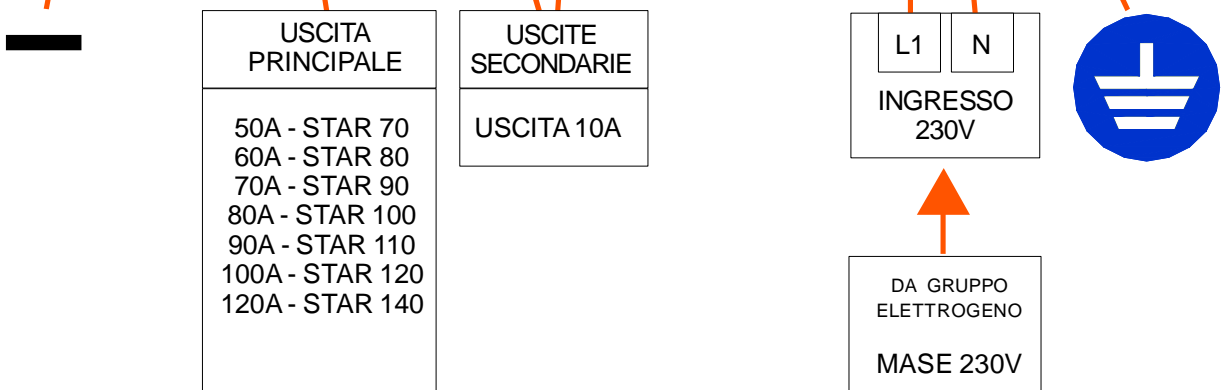 USCITA
PRINCIPALE
50A - STAR 70
60A - STAR 80
70A - STAR 90
80A - STAR 100
90A - STAR 110
100A - STAR 120
120A - STAR 140
USCITE
SECONDARIE
USCITA 10A
L1 N
INGRESSO
230V
DA GRUPPO
ELETTROGENO
MASE 230V